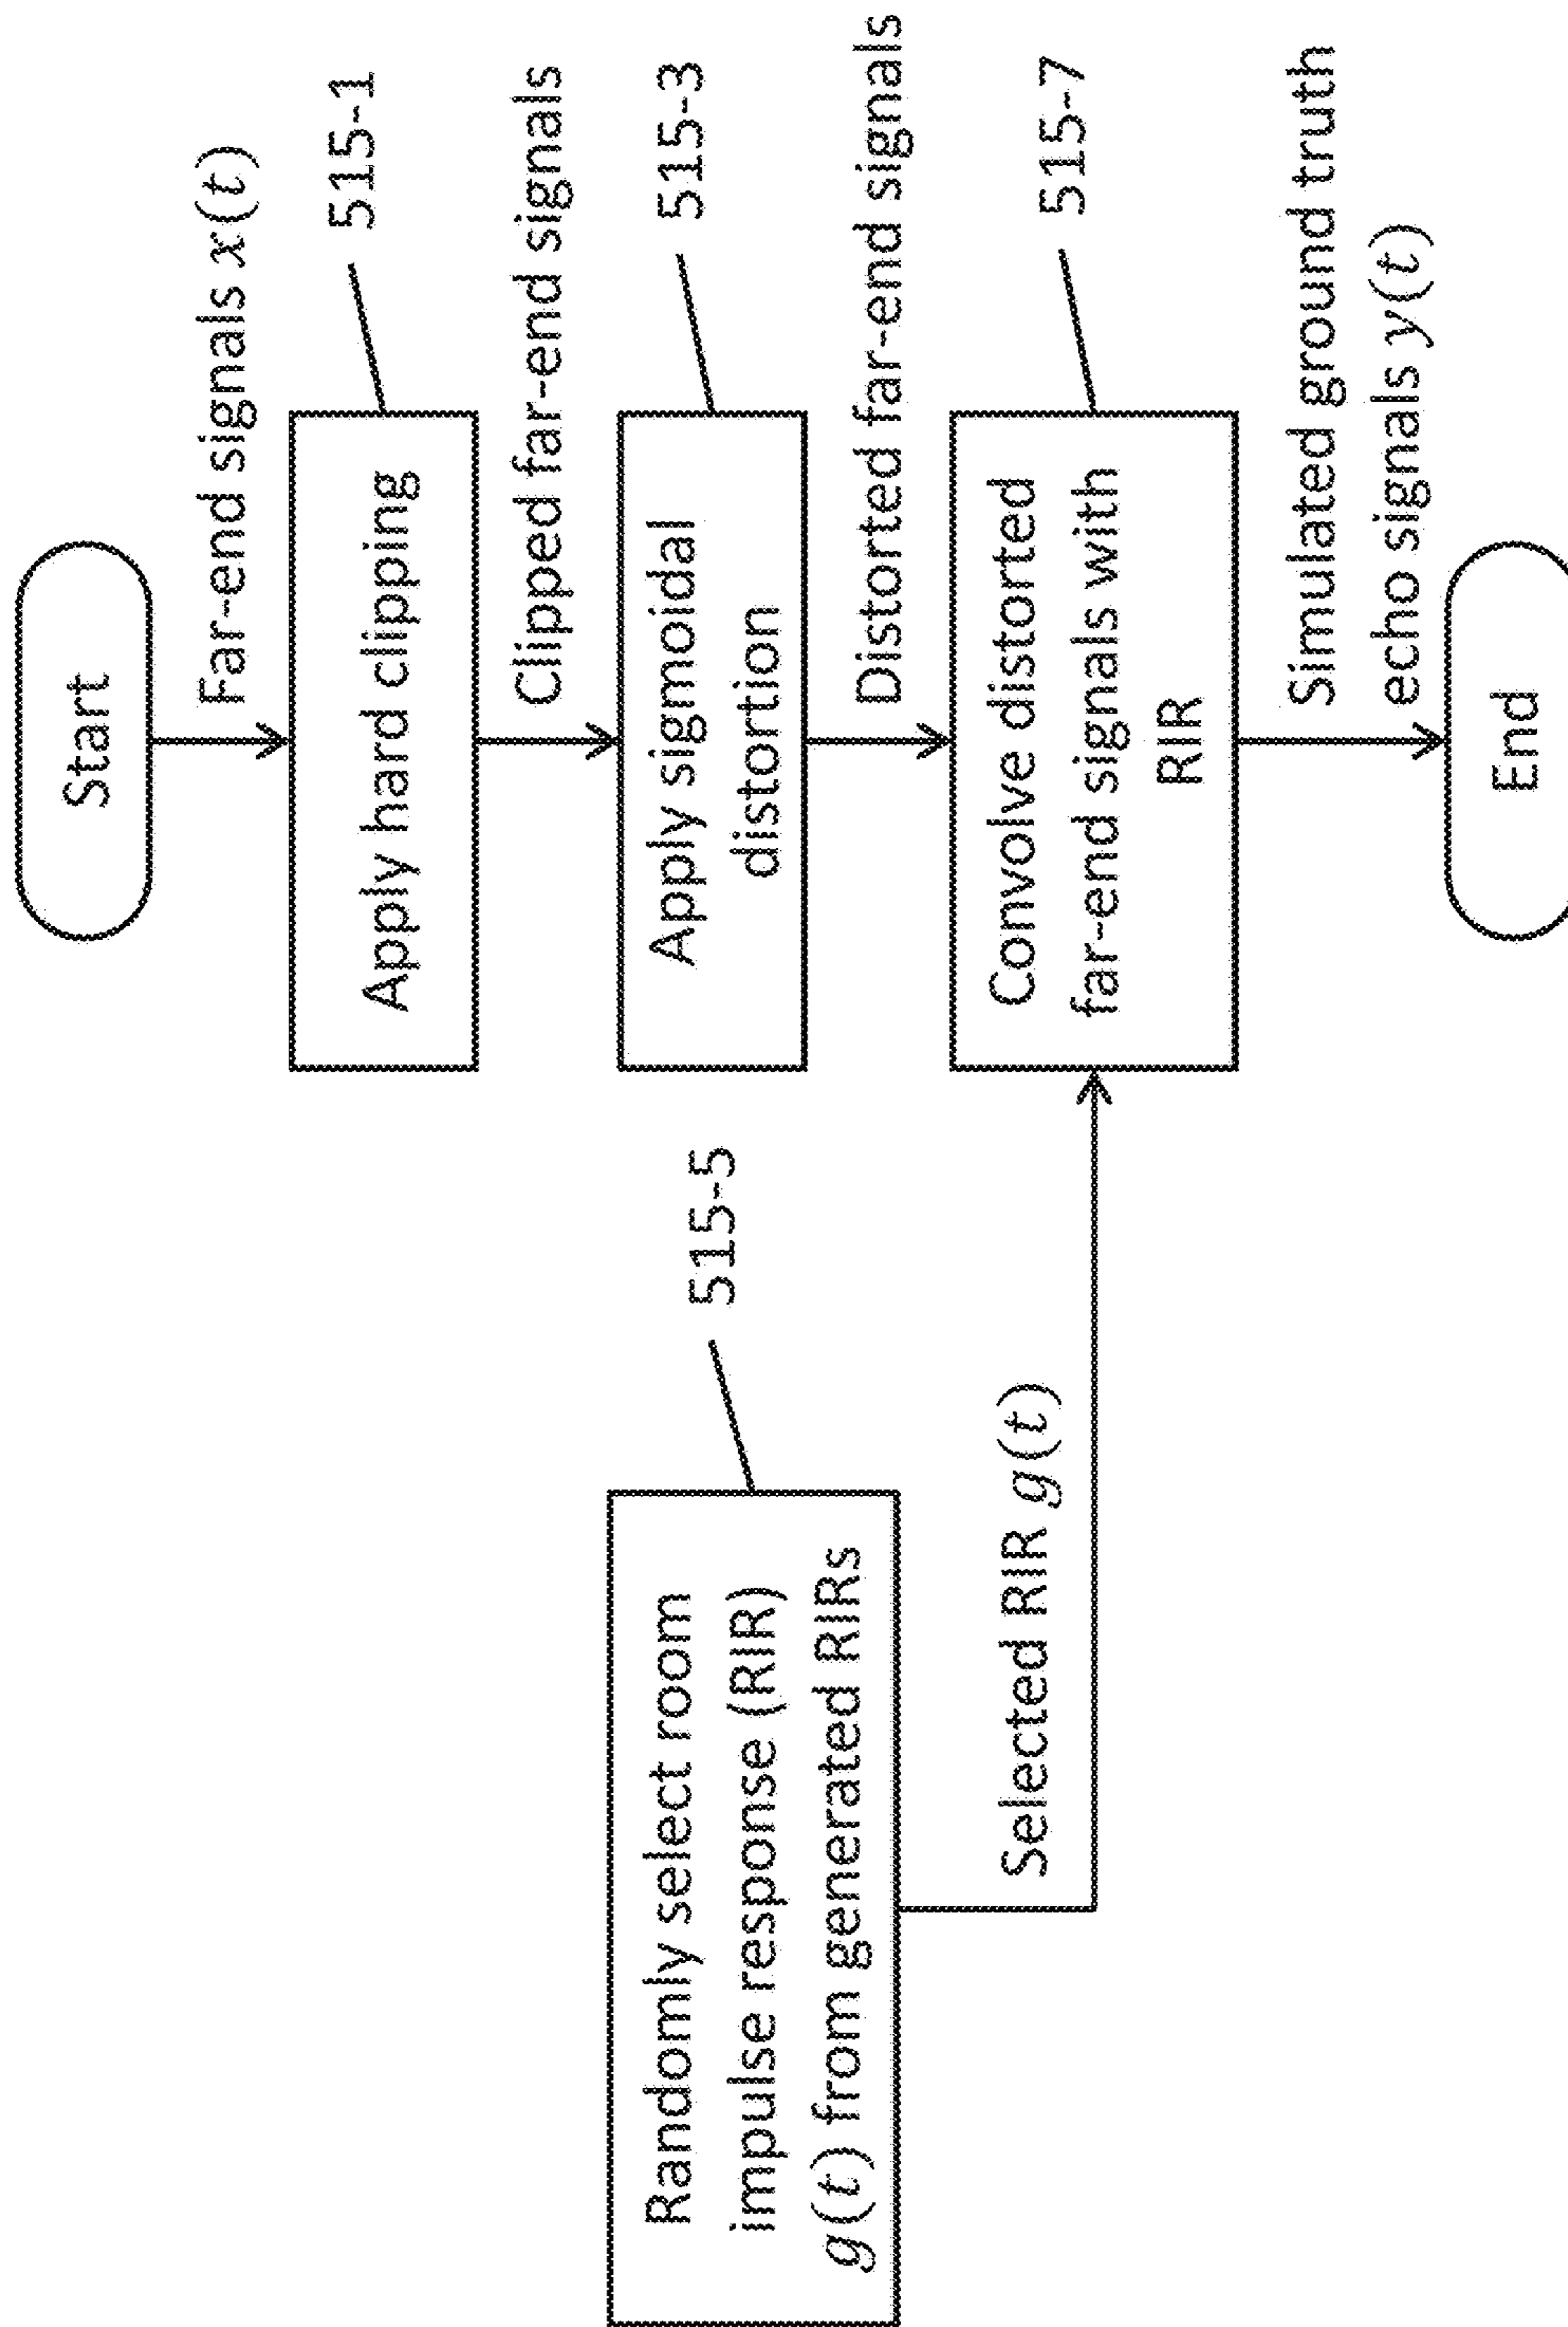 Start
Far-end signals x(t)
Apply hard clipping
515-1
Clipped far-end signals
Apply sigmoidal
distortion
515-3
Distorted far-end signals
Randomly select room
impulse response (RIR)
g(t) from generated RIRs
515-5
Selected RIR g(t)
Convolve distorted
far-end signals with
RIR
515-7
Simulated ground truth
echo signals y(t)
End